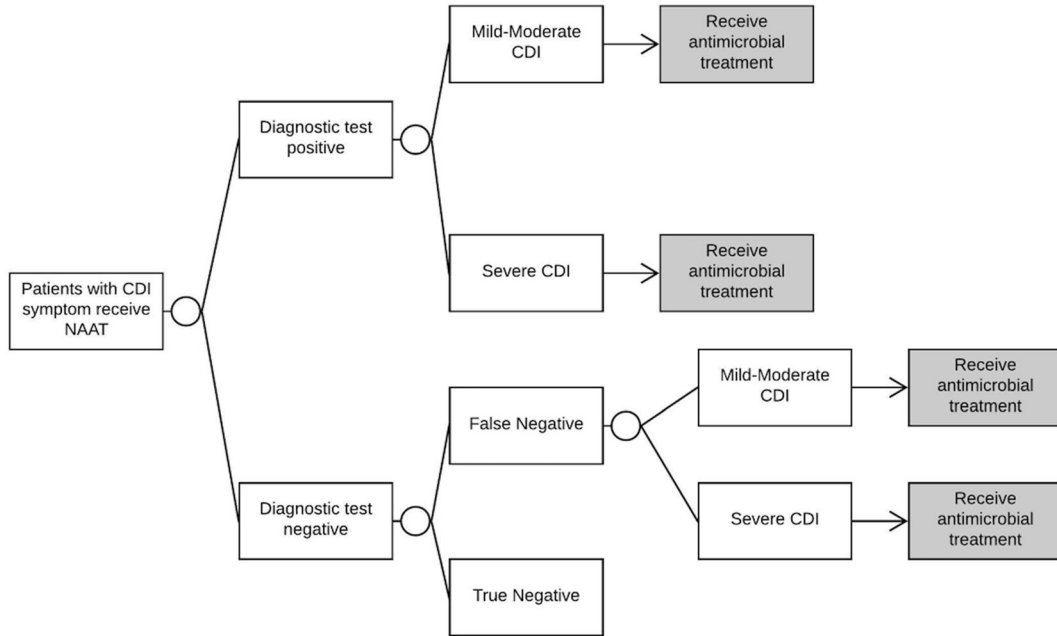 Patients with CDI
symptom receive
NAAT
Diagnostic test
positive
Mild-Moderate
CDI
Receive
antimicrobial
treatment
Severe CDI
Receive
antimicrobial
treatment
Diagnostic test
negative
False Negative
Mild-Moderate
CDI
Receive
antimicrobial
treatment
Severe CDI
Receive
antimicrobial
treatment
True Negative